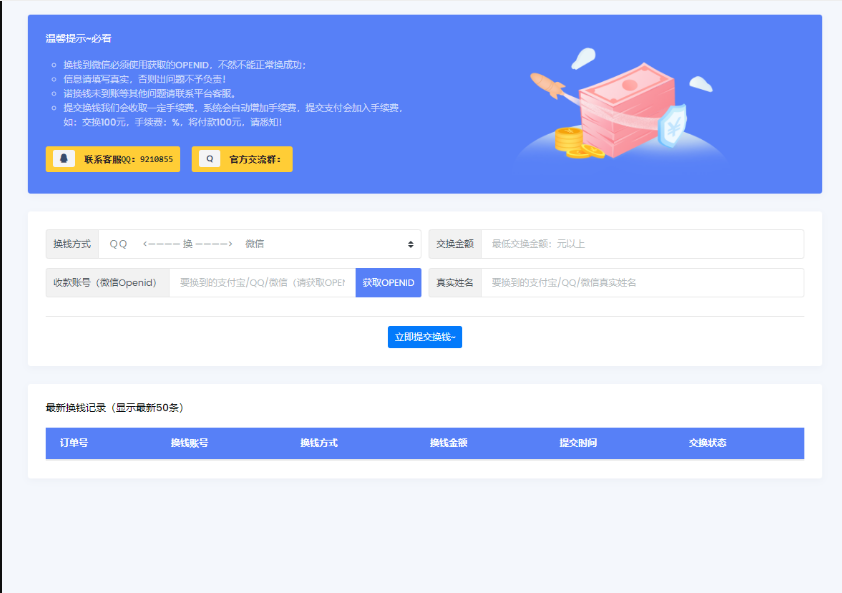 温馨提示~必看
换钱到微信必须使用获取的OPENID，不然不能正常换成功；
信息请填写真实，否则出问题不予负责！
诺换钱未到账等其他问题请联系平台客服。
提交换钱我们会收取一定手续费，系统会自动增加手续费，提交支付会加入手续费，
如：交换100元，手续费：%，将付款100元，请悉知！
联系客服QQ：9210855 官方交流群：
换钱方式 QQ <———— 换 ————> 微信 交换金额 最低交换金额：元以上
收款账号（微信Openid） 要换到的支付宝/QQ/微信（请获取OPEN 获取OPENID 真实姓名 要换到的支付宝/QQ/微信真实姓名
立即提交换钱~
最新换钱记录（显示最新50条）
订单号 换钱账号 换钱方式 换钱金额 提交时间 交换状态